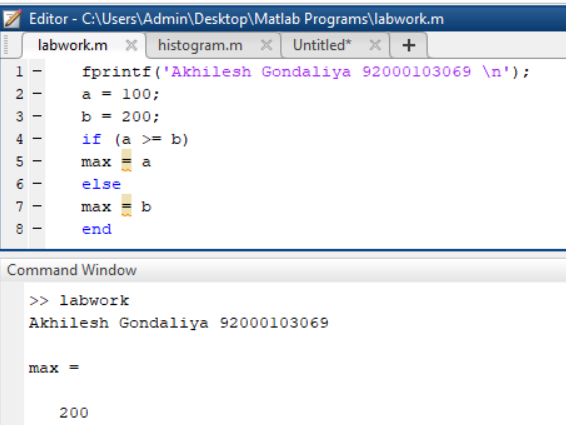 Editor - C:\Users\Admin\Desktop\Matlab Programs\labwork.m
labwork.m × histogram.m × Untitled* × +
1 - fprintf('Akhilesh Gondaliya 92000103069 \n');
2 - a = 100;
3 - b = 200;
4 - if (a >= b)
5 - max = a
6 - else
7 - max = b
8 - end
Command Window
>> labwork
Akhilesh Gondaliya 92000103069
max =
200